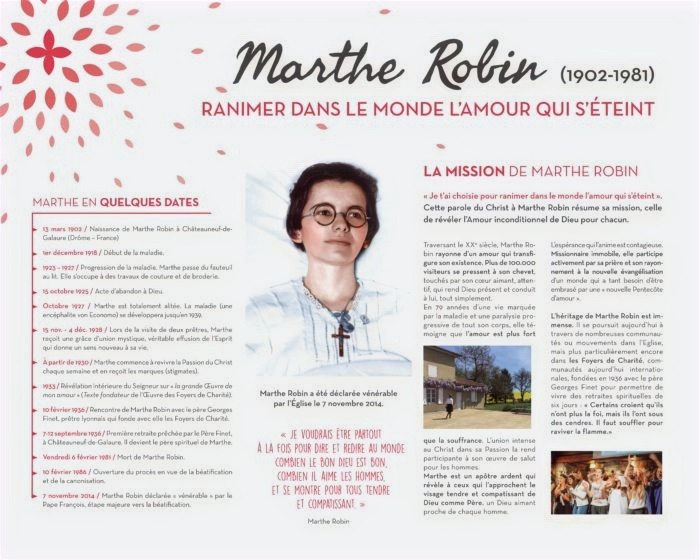 Marthe Robin (1902-1981)
RANIMER DANS LE MONDE L'AMOUR QUI S'ÉTEINT
MARTHE EN QUELQUES DATES
13 mars 1902 / Naissance de Marthe Robin à Châteauneuf-de-
Galaure (Drôme – France)
1er décembre 1918 / Début de la maladie.
1923 – 1927 / Progression de la maladie. Marthe passe du fauteuil
au lit. Elle s'occupe à des travaux de couture et de broderie.
15 octobre 1925 / Acte d'abandon à Dieu.
Octobre 1927 / Marthe est totalement alitée. La maladie (une
encéphalite von Economo) se développera jusqu'en 1939.
15 nov. - 4 déc. 1928 / Lors de la visite de deux prêtres, Marthe
reçoit une grâce d'union mystique, véritable effusion de l'Esprit
qui donne un sens nouveau à sa vie.
À partir de 1930 / Marthe commence à revivre la Passion du Christ
chaque semaine et en reçoit les marques (stigmates).
1933 / Révélation intérieure du Seigneur sur « la grande Œuvre de
mon amour » (Texte fondateur de l'Œuvre des Foyers de Charité).
10 février 1936 / Rencontre de Marthe Robin avec le père Georges
Finet, prêtre lyonnais qui fonde avec elle les Foyers de Charité.
7-12 septembre 1936 / Première retraite prêchée par le Père Finet,
à Châteauneuf-de-Galaure. Il devient le père spirituel de Marthe.
Vendredi 6 février 1981 / Mort de Marthe Robin.
10 février 1986 / Ouverture du procès en vue de la béatification
et de la canonisation.
7 novembre 2014 / Marthe Robin déclarée « vénérable » par le
Pape François, étape majeure vers la béatification.
Marthe Robin a été déclarée vénérable
par l'Église le 7 novembre 2014.
« JE VOUDRAIS ÊTRE PARTOUT
À LA FOIS POUR DIRE ET REDIRE AU MONDE
COMBIEN LE BON DIEU EST BON,
COMBIEN IL AIME LES HOMMES,
ET SE MONTRE POUR TOUS TENDRE
ET COMPATISSANT. »
Marthe Robin
LA MISSION DE MARTHE ROBIN
« Je t'ai choisie pour ranimer dans le monde l'amour qui s'éteint ».
Cette parole du Christ à Marthe Robin résume sa mission, celle
de révéler l'Amour inconditionnel de Dieu pour chacun.
Traversant le XXe siècle, Marthe Ro-
bin rayonne d'un amour qui transfi-
gure son existence. Plus de 100.000
visiteurs se pressent à son chevet,
touchés par son cœur aimant, atten-
tif, qui rend Dieu présent et conduit
à lui, tout simplement.
En 79 années d'une vie marquée
par la maladie et une paralysie pro-
gressive de tout son corps, elle té-
moigne que l'amour est plus fort
que la souffrance. L'union intense
au Christ dans sa Passion la rend
participante à son œuvre de salut
pour les hommes.
Marthe est un apôtre ardent qui
révèle à ceux qui l'approchent le
visage tendre et compatissant de
Dieu comme Père, un Dieu aimant
proche de chaque homme.
L'espérance qui l'anime est contagieuse.
Missionnaire immobile, elle participe
activement par sa prière et son rayon-
nement à la nouvelle évangélisation
d'un monde qui a tant besoin d'être
embrasé par une « nouvelle Pentecôte
d'amour ».
L'héritage de Marthe Robin est im-
mense. Il se poursuit aujourd'hui à
travers de nombreuses communau-
tés ou mouvements dans l'Eglise,
mais plus particulièrement encore
dans les Foyers de Charité, com-
munautés aujourd'hui internatio-
nales, fondées en 1936 avec le père
Georges Finet pour permettre de
vivre des retraites spirituelles de
six jours - « Certains croient qu'ils
n'ont plus la foi, mais ils l'ont sous
des cendres. Il faut souffler pour
raviver la flamme.»